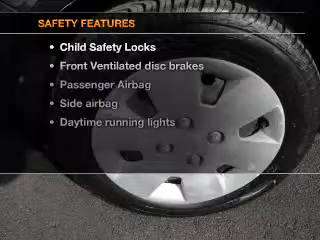 SAFETY FEATURES
• Child Safety Locks
• Front Ventilated disc brakes
• Passenger Airbag
• Side airbag
• Daytime running lights